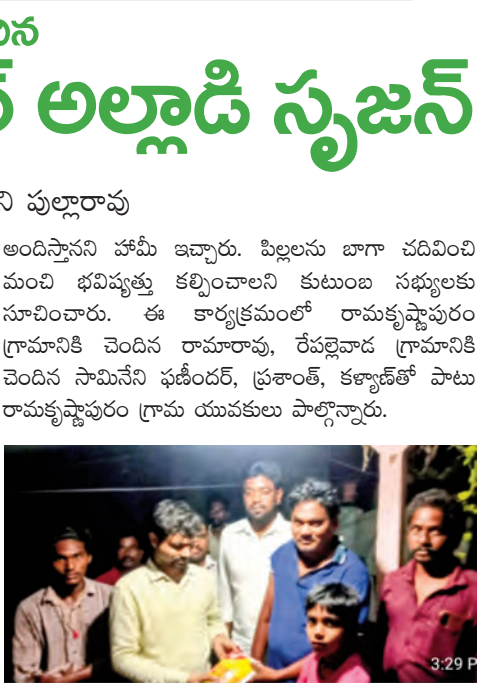 అల్లాడి సృజన్
పుల్లారావు
అందిస్తానని హామీ ఇచ్చారు. పిల్లలను బాగా చదివించి
మంచి భవిష్యత్తు కల్పించాలని కుటుంబ సభ్యులకు
సూచించారు. ఈ కార్యక్రమంలో రామకృష్ణాపురం
గ్రామానికి చెందిన రామారావు, రేపల్లెవాడ గ్రామానికి
చెందిన సామినేని ఫణీందర్, ప్రశాంత్, కళ్యాణ్‌తో పాటు
రామకృష్ణాపురం గ్రామ యువకులు పాల్గొన్నారు.
3:29 P